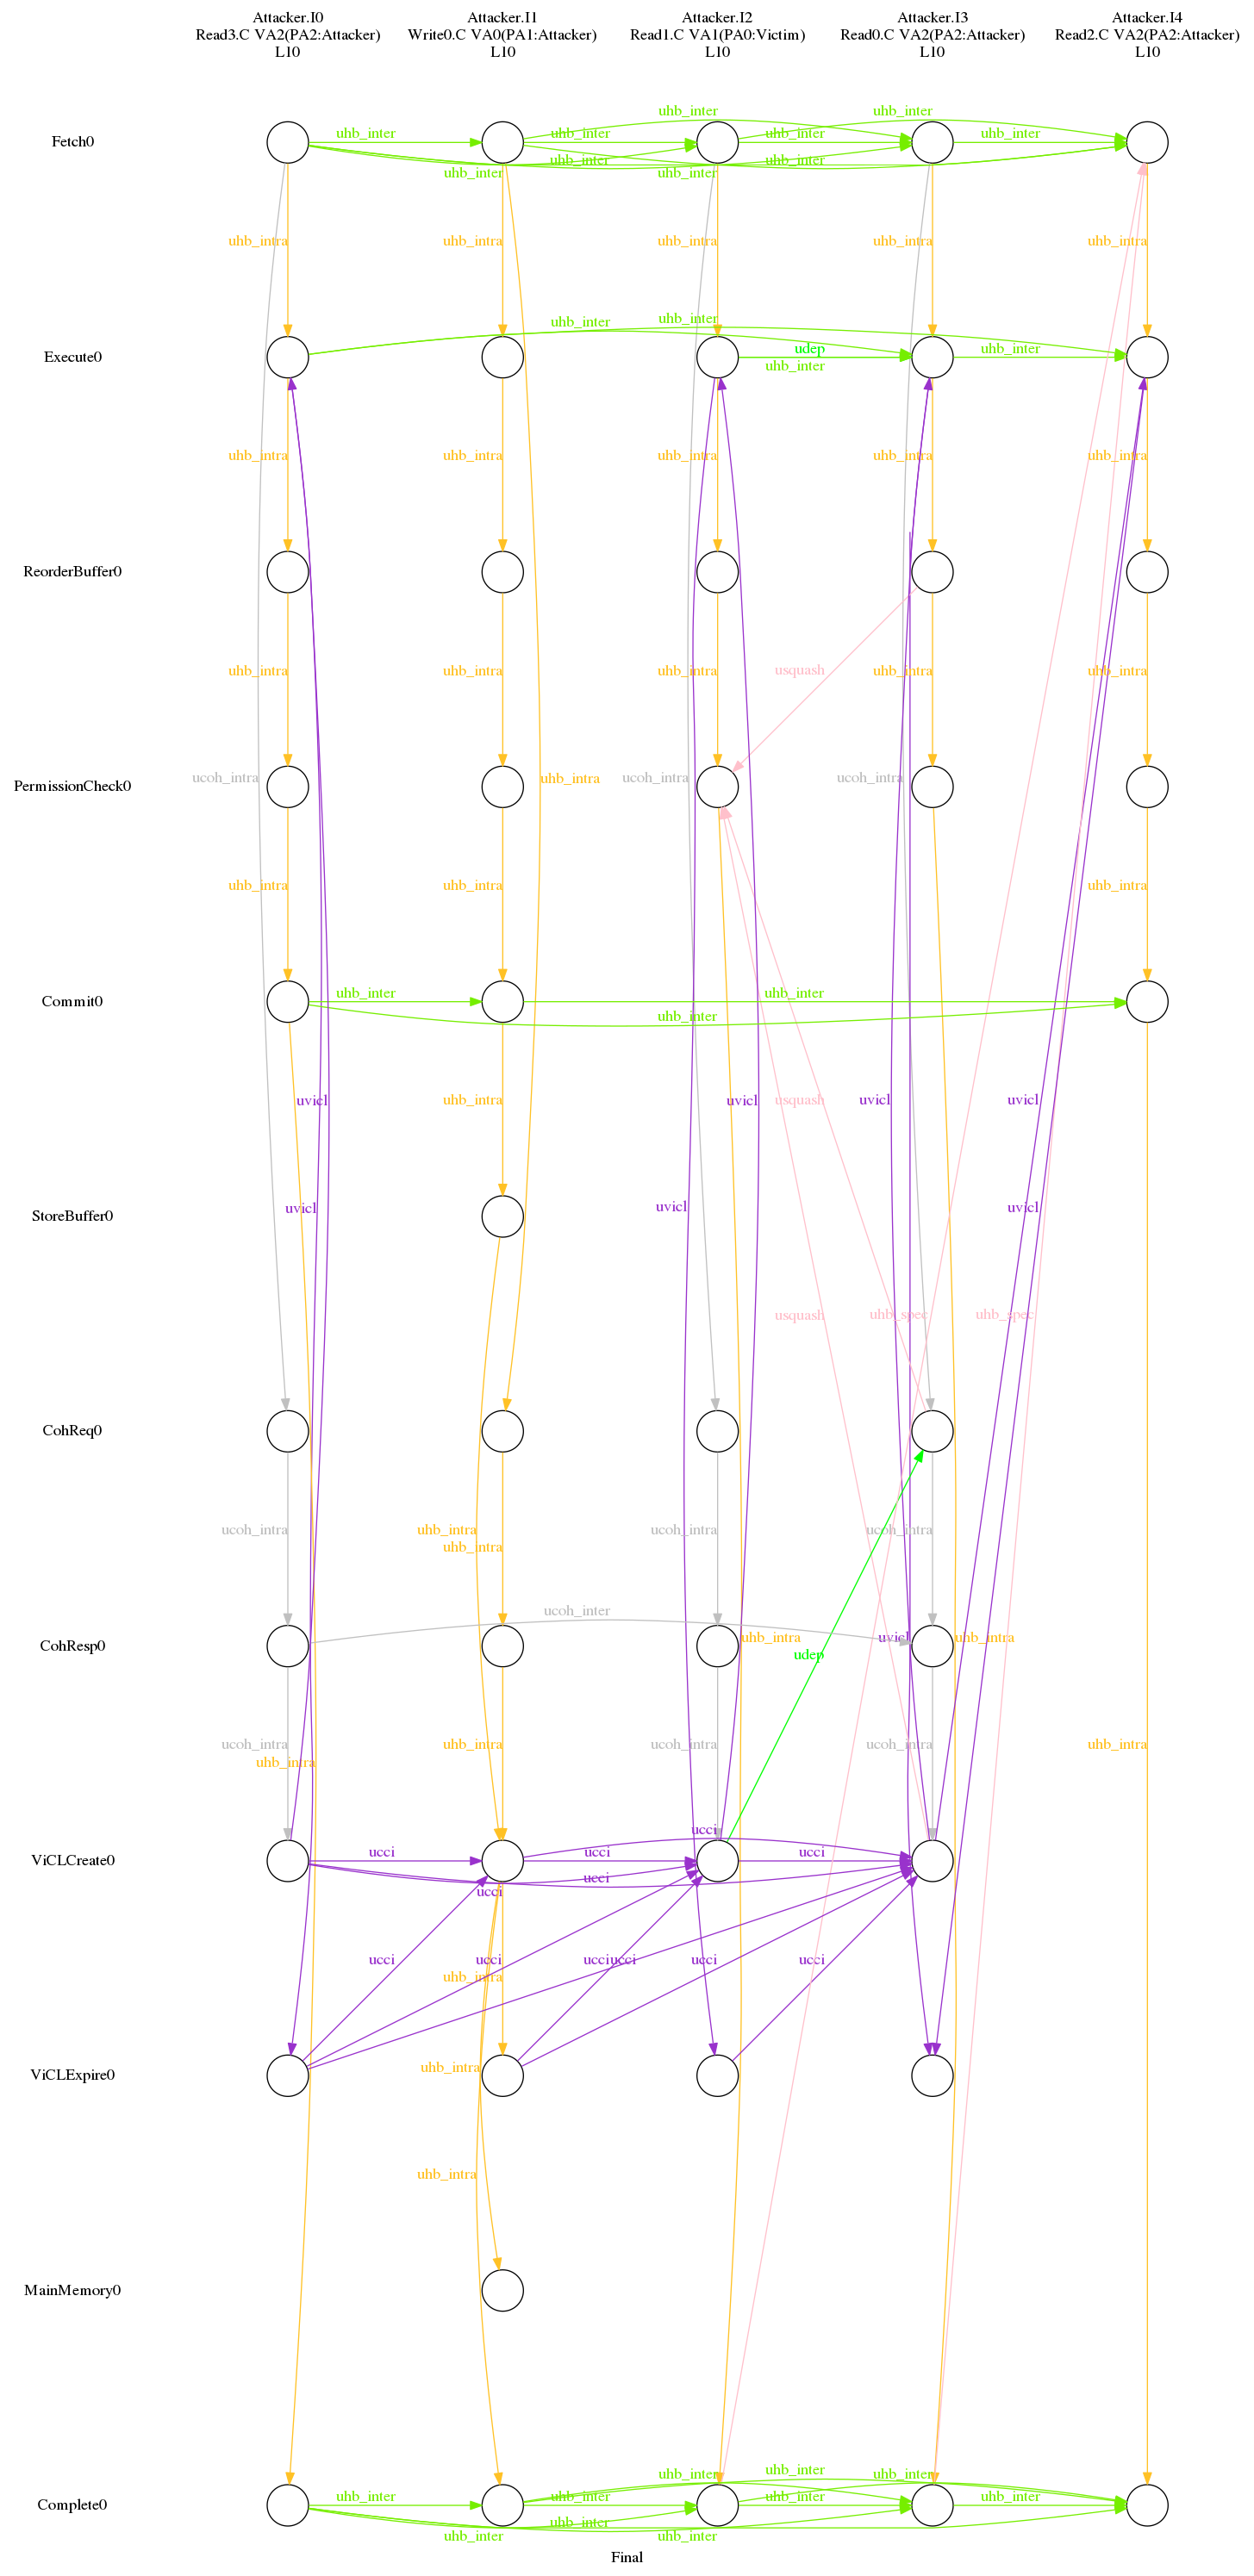 Attacker.I0
Read3.C VA2(PA2:Attacker)
L10
Attacker.I1
Write0.C VA0(PA1:Attacker)
L10
Attacker.I2
Read1.C VA1(PA0:Victim)
L10
Attacker.I3
Read0.C VA2(PA2:Attacker)
L10
Attacker.I4
Read2.C VA2(PA2:Attacker)
L10
uhb_inter uhb_inter
Fetch0 uhb_inter uhb_inter uhb_inter uhb_inter
uhb_inter uhb_inter
uhb_inter uhb_inter
uhb_intra uhb_intra uhb_intra uhb_intra uhb_intra
uhb_inter uhb_inter
Execute0 udep uhb_inter
uhb_inter
uhb_intra uhb_intra uhb_intra uhb_intra uhb_intra
ReorderBuffer0
uhb_intra uhb_intra uhb_intra usquash uhb_intra uhb_intra
PermissionCheck0 ucoh_intra uhb_intra ucoh_intra ucoh_intra
uhb_intra uhb_intra uhb_intra
Commit0 uhb_inter uhb_inter
uhb_inter
uvicl uhb_intra uvicl usquash uvicl uvicl
uvicl uvicl uvicl
StoreBuffer0
usquash uhb_spec uhb_spec
CohReq0
ucoh_intra uhb_intra ucoh_intra ucoh_intra
uhb_intra
ucoh_inter
CohResp0 uhb_intra uvicl uhb_intra
udep
ucoh_intra uhb_intra ucoh_intra ucoh_intra uhb_intra
uhb_intra
ucci
ViCLCreate0 ucci ucci ucci
ucci
ucci
ucci ucci ucci ucci ucci ucci
uhb_intra
ViCLExpire0 uhb_intra
uhb_intra
MainMemory0
uhb_inter uhb_inter uhb_inter
Complete0 uhb_inter uhb_inter uhb_inter uhb_inter
uhb_inter
uhb_inter uhb_inter
Final